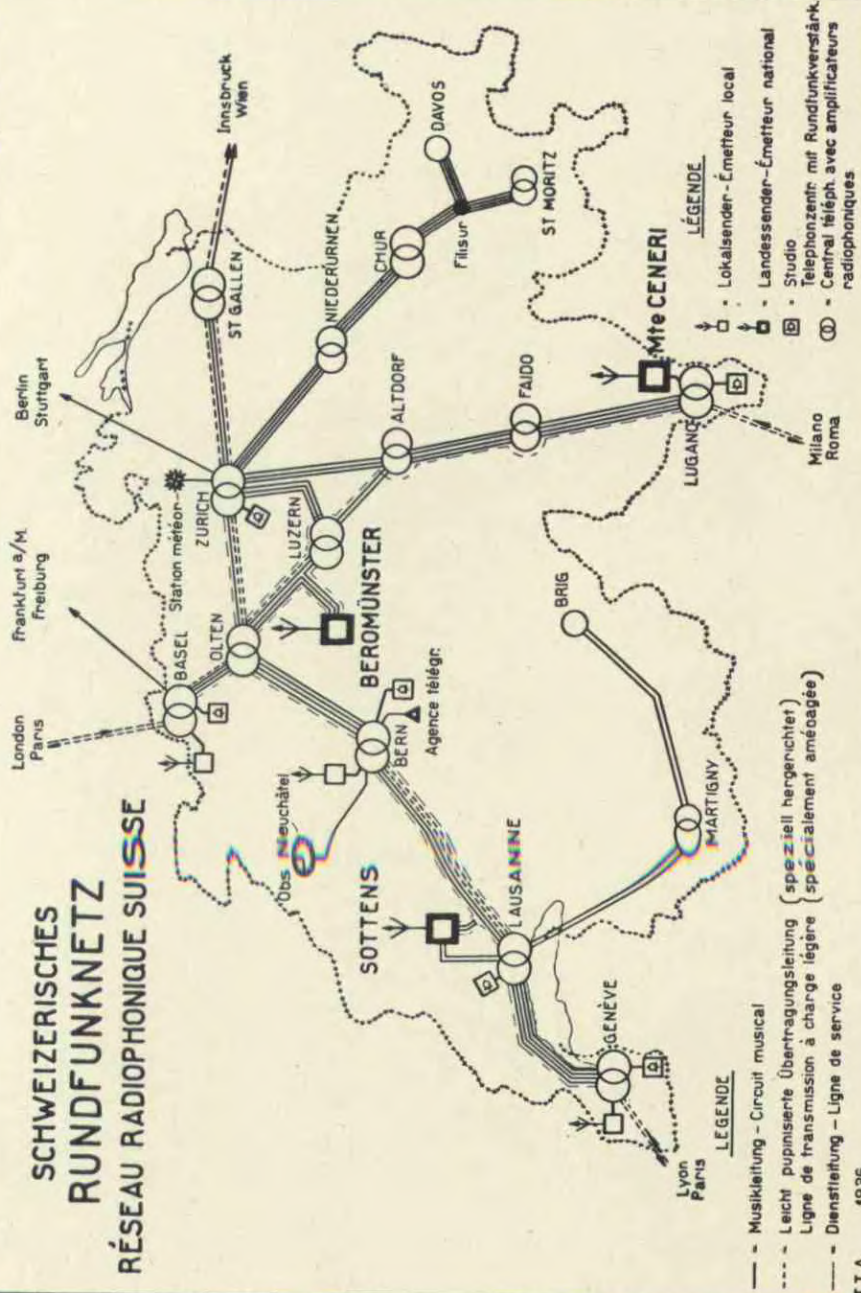 SCHWEIZERISCHES
RUNDFUNKNETZ
RÉSEAU RADIOPHONIQUE SUISSE
London
Paris
Frankfurt a/M.
Freiburg
Berlin
Stuttgart
Innsbruck
Wien
BASEL
OLTEN
Station météor.
ZÜRICH
ST GALLEN
LUZERN
NIEDERURNEN
CHUR
DAVOS
Filisur
ST MORITZ
BEROMÜNSTER
ALTDORF
FAIDO
Mte CENERI
LUGANO
Milano
Roma
Obs. Neuchâtel
BERN
Agence télégr.
SOTTENS
LAUSANNE
GENÈVE
Lyon
Paris
MARTIGNY
BRIG
LÉGENDE
= Lokalsender-Émetteur local
= Landessender-Émetteur national
= Studio
Telephonzentr. mit Rundfunkverstärk.
= Central téléph. avec amplificateurs
radiophoniques
LÉGENDE
= Musikleitung - Circuit musical
= Leicht pupinisierte Übertragungsleitung (speziell hergerichtet)
Ligne de transmission à charge légère (spécialement améoagée)
= Dienstleitung - Ligne de service
1936